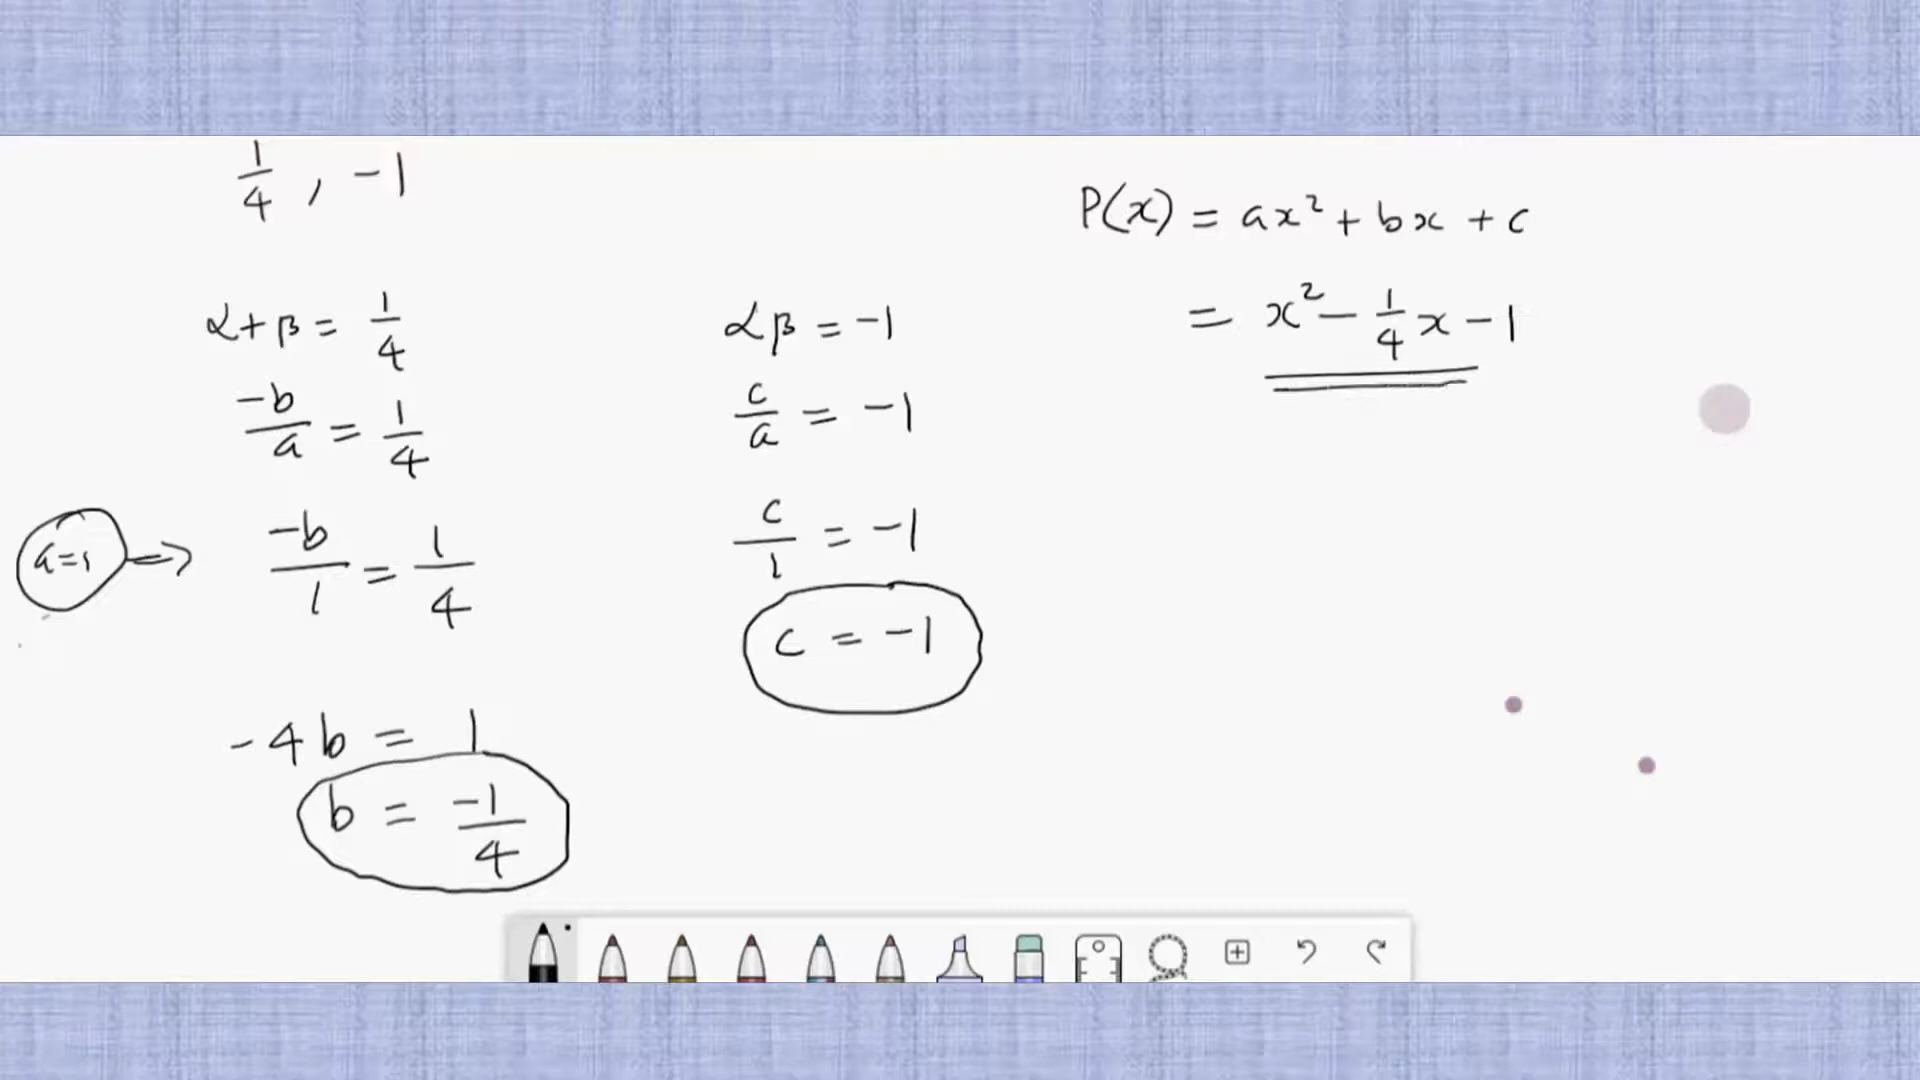 1/4 , -1
α+β = 1/4
-b/a = 1/4
a=1 => -b/1 = 1/4
-4b = 1
b = -1/4
αβ = -1
c/a = -1
c/1 = -1
c = -1
P(x) = ax² + bx + c
= x² - 1/4 x - 1